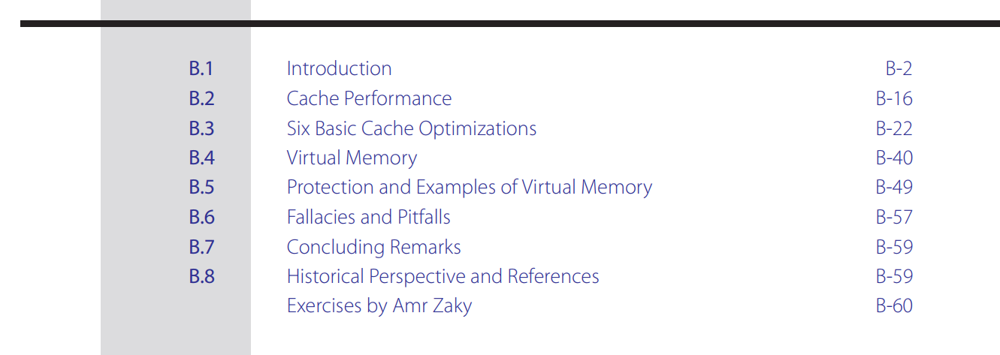 B.1 Introduction B-2
B.2 Cache Performance B-16
B.3 Six Basic Cache Optimizations B-22
B.4 Virtual Memory B-40
B.5 Protection and Examples of Virtual Memory B-49
B.6 Fallacies and Pitfalls B-57
B.7 Concluding Remarks B-59
B.8 Historical Perspective and References B-59
Exercises by Amr Zaky B-60